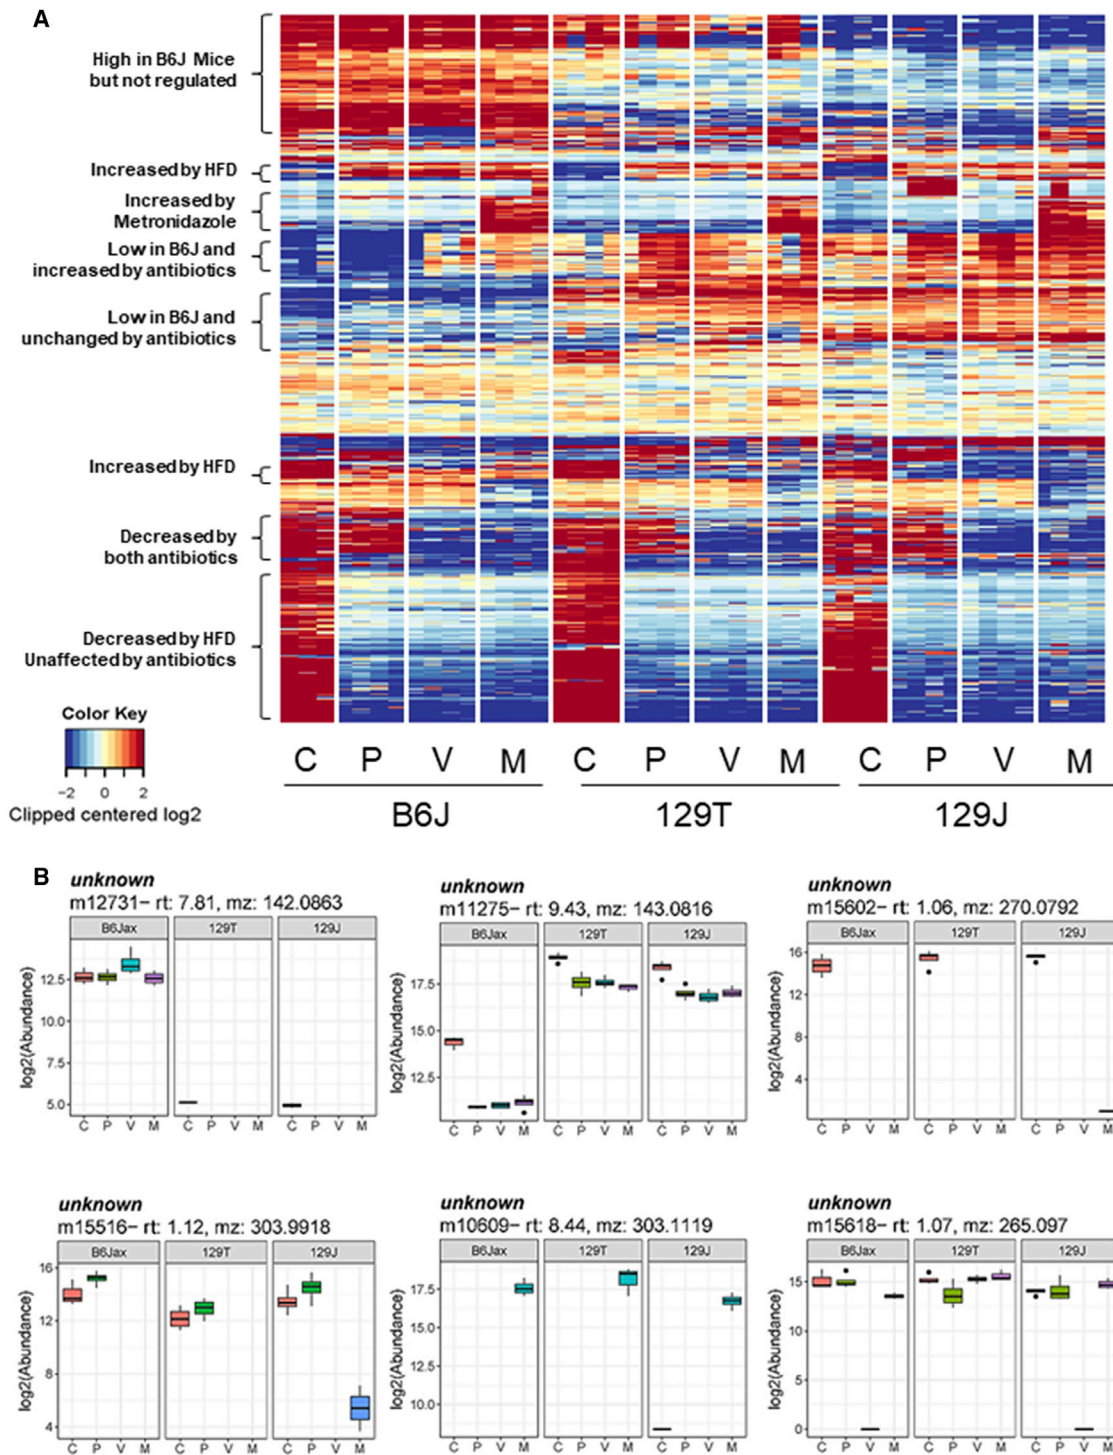 A
High in B6J Mice
but not regulated
Increased by HFD
Increased by
Metronidazole
Low in B6J and
increased by antibiotics
Low in B6J and
unchanged by antibiotics
Increased by HFD
Decreased by
both antibiotics
Decreased by HFD
Unaffected by antibiotics
Color Key
-2 0 2
Clipped centered log2
C P V M C P V M C P V M
B6J 129T 129J
B
unknown
m12731- rt: 7.81, mz: 142.0863
B6Jax 129T 129J
log2(Abundance)
12.5
10.0
7.5
5.0
C P V M C P V M C P V M
unknown
m11275- rt: 9.43, mz: 143.0816
B6Jax 129T 129J
log2(Abundance)
17.5
15.0
12.5
C P V M C P V M C P V M
unknown
m15602- rt: 1.06, mz: 270.0792
B6Jax 129T 129J
log2(Abundance)
16
12
8
4
C P V M C P V M C P V M
unknown
m15516- rt: 1.12, mz: 303.9918
B6Jax 129T 129J
log2(Abundance)
16
12
8
4
C P V M C P V M C P V M
unknown
m10609- rt: 8.44, mz: 303.1119
B6Jax 129T 129J
log2(Abundance)
17.5
15.0
12.5
10.0
C P V M C P V M C P V M
unknown
m15618- rt: 1.07, mz: 265.097
B6Jax 129T 129J
log2(Abundance)
15
10
5
0
C P V M C P V M C P V M